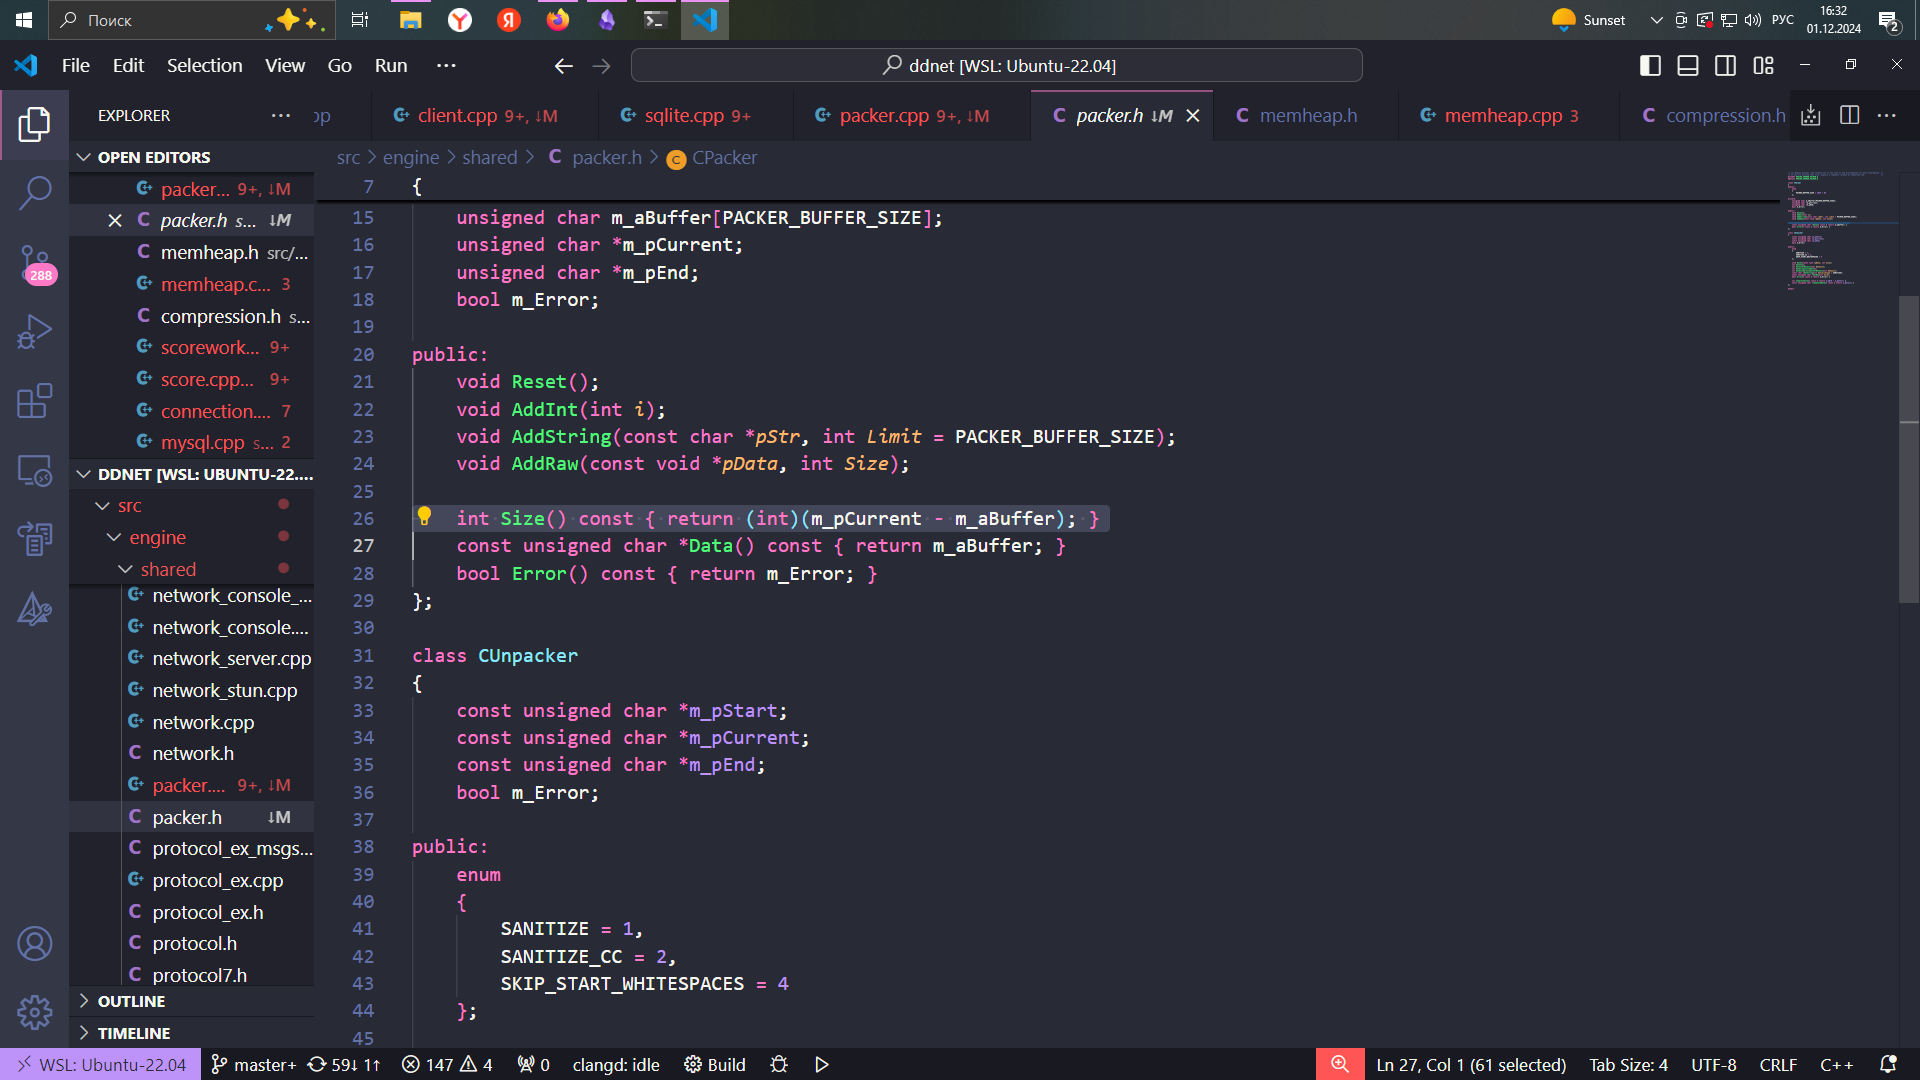 Поиск
Sunset
РУС
16:32
01.12.2024
2
File Edit Selection View Go Run ···
ddnet [WSL: Ubuntu-22.04]
EXPLORER ···
pp
client.cpp 9+, ↓M
sqlite.cpp 9+
packer.cpp 9+, ↓M
packer.h ↓M
memheap.h
memheap.cpp 3
compression.h
src > engine > shared > C packer.h > CPacker
OPEN EDITORS
packer... 9+, ↓M
packer.h s... ↓M
memheap.h src/...
memheap.c... 3
compression.h s...
scorework... 9+
score.cpp... 9+
connection.... 7
mysql.cpp s... 2
DDNET [WSL: UBUNTU-22....
src
engine
shared
network_console_...
network_console....
network_server.cpp
network_stun.cpp
network.cpp
network.h
packer.... 9+, ↓M
packer.h ↓M
protocol_ex_msgs...
protocol_ex.cpp
protocol_ex.h
protocol.h
protocol7.h
OUTLINE
TIMELINE
288
7 {
15 unsigned char m_aBuffer[PACKER_BUFFER_SIZE];
16 unsigned char *m_pCurrent;
17 unsigned char *m_pEnd;
18 bool m_Error;
19
20 public:
21 void Reset();
22 void AddInt(int i);
23 void AddString(const char *pStr, int Limit = PACKER_BUFFER_SIZE);
24 void AddRaw(const void *pData, int Size);
25
26 int Size() const { return (int)(m_pCurrent - m_aBuffer); }
27 const unsigned char *Data() const { return m_aBuffer; }
28 bool Error() const { return m_Error; }
29 };
30
31 class CUnpacker
32 {
33 const unsigned char *m_pStart;
34 const unsigned char *m_pCurrent;
35 const unsigned char *m_pEnd;
36 bool m_Error;
37
38 public:
39 enum
40 {
41 SANITIZE = 1,
42 SANITIZE_CC = 2,
43 SKIP_START_WHITESPACES = 4
44 };
45
WSL: Ubuntu-22.04 master+ 59↓ 1↑ 147 4 0 clangd: idle Build Ln 27, Col 1 (61 selected) Tab Size: 4 UTF-8 CRLF C++